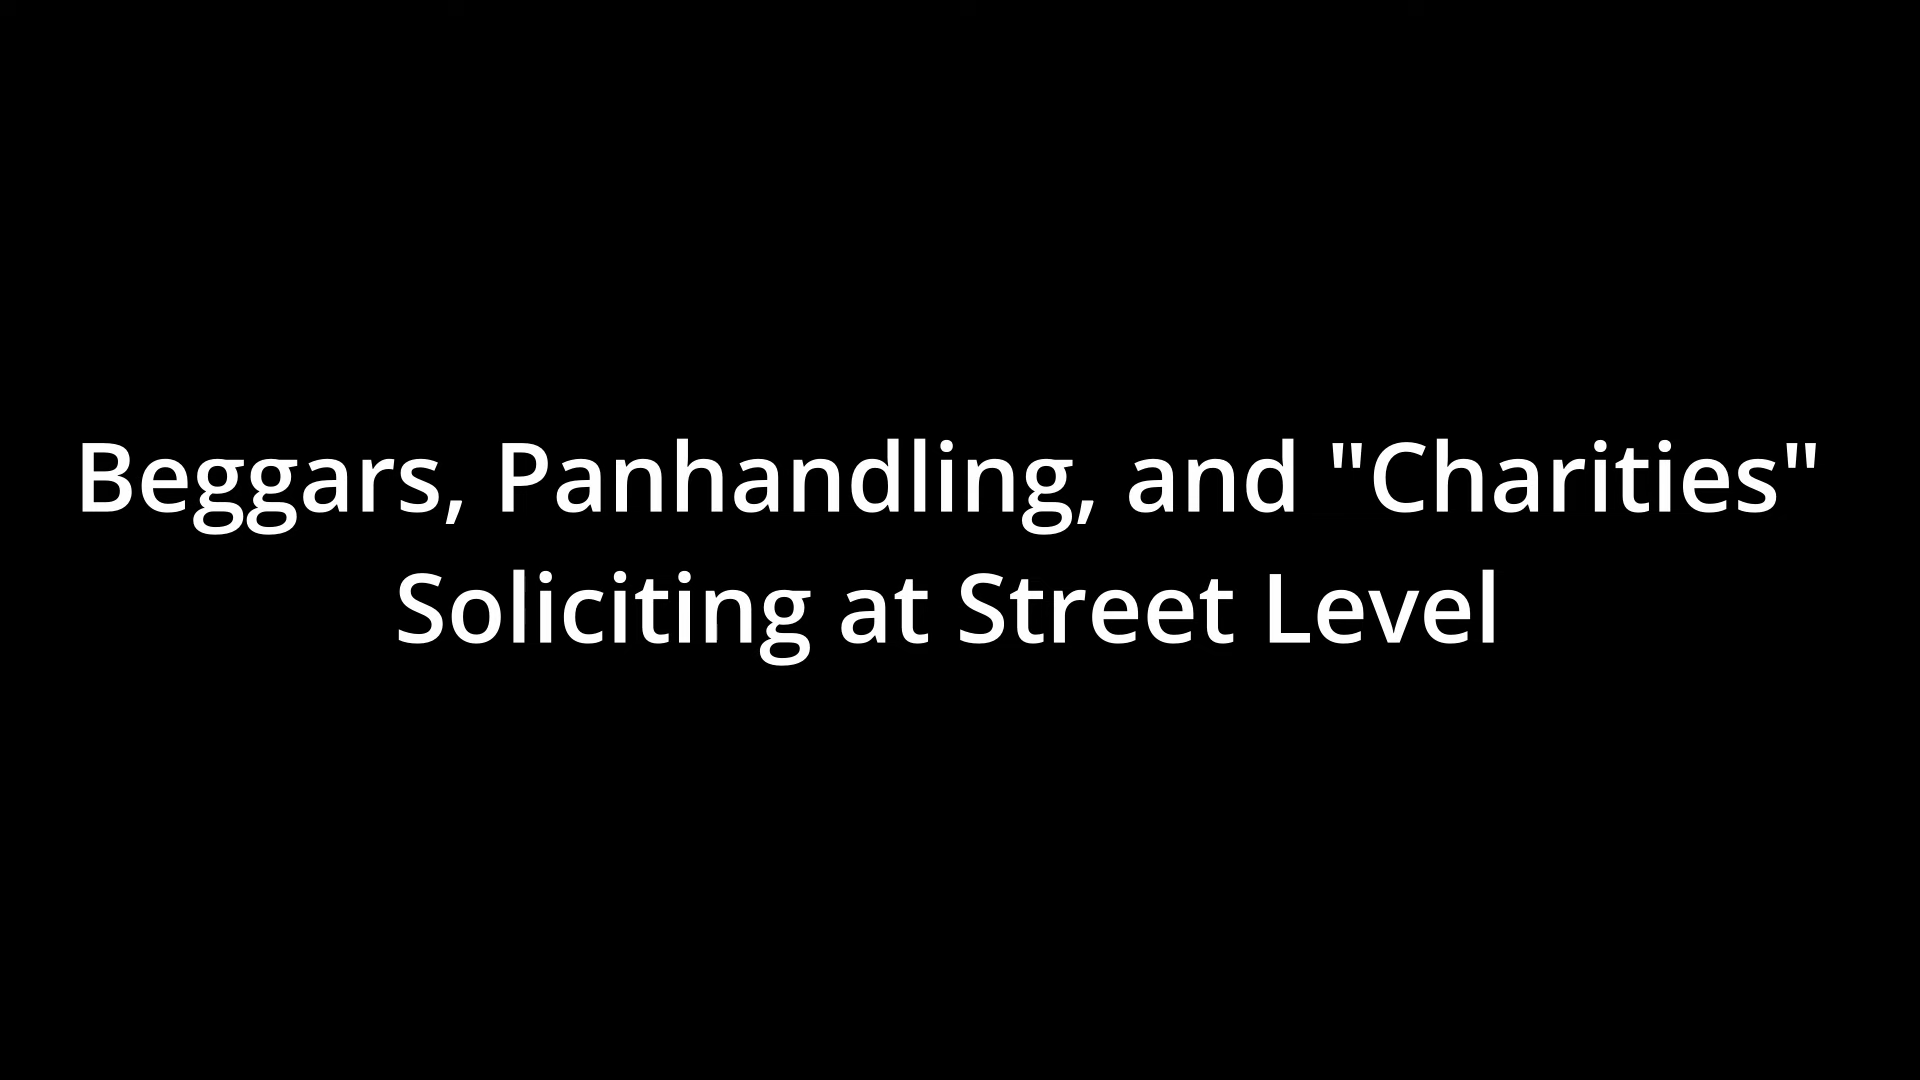 Beggars, Panhandling, and "Charities"
Soliciting at Street Level